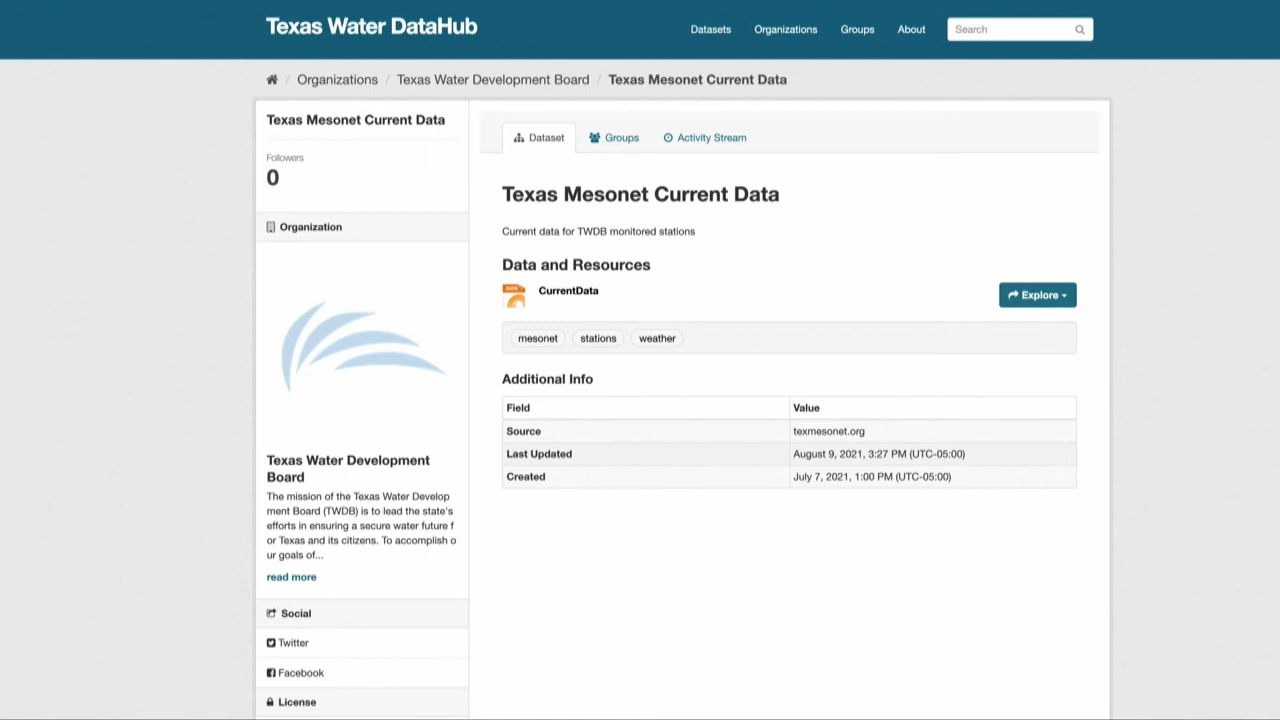 Texas Water DataHub
Datasets Organizations Groups About Search
/ Organizations / Texas Water Development Board / Texas Mesonet Current Data
Texas Mesonet Current Data
Followers
0
Organization
Texas Water Development
Board
The mission of the Texas Water Develop
ment Board (TWDB) is to lead the state's
efforts in ensuring a secure water future f
or Texas and its citizens. To accomplish o
ur goals of...
read more
Social
Twitter
Facebook
License
Dataset Groups Activity Stream
Texas Mesonet Current Data
Current data for TWDB monitored stations
Data and Resources
JSON CurrentData Explore
mesonet stations weather
Additional Info
Field Value
Source texmesonet.org
Last Updated August 9, 2021, 3:27 PM (UTC-05:00)
Created July 7, 2021, 1:00 PM (UTC-05:00)